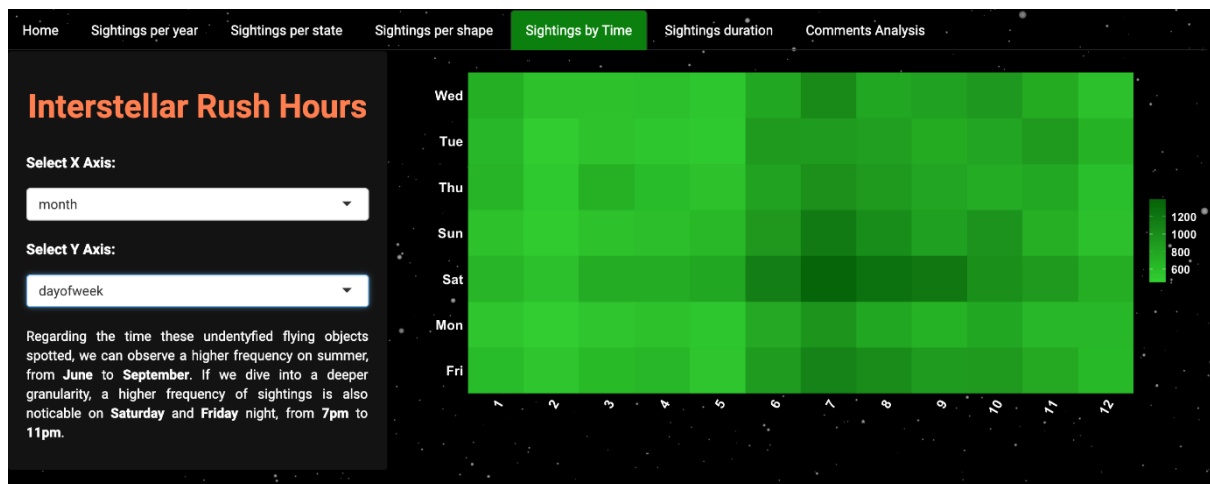 Home Sightings per year Sightings per state Sightings per shape Sightings by Time Sightings duration Comments Analysis
Interstellar Rush Hours
Select X Axis:
month
Select Y Axis:
dayofweek
Regarding the time these undentyfied flying objects
spotted, we can observe a higher frequency on summer,
from June to September. If we dive into a deeper
granularity, a higher frequency of sightings is also
noticable on Saturday and Friday night, from 7pm to
11pm.
Wed
Tue
Thu
Sun
Sat
Mon
Fri
1 2 3 4 5 6 7 8 9 10 11 12
1200
1000
800
600